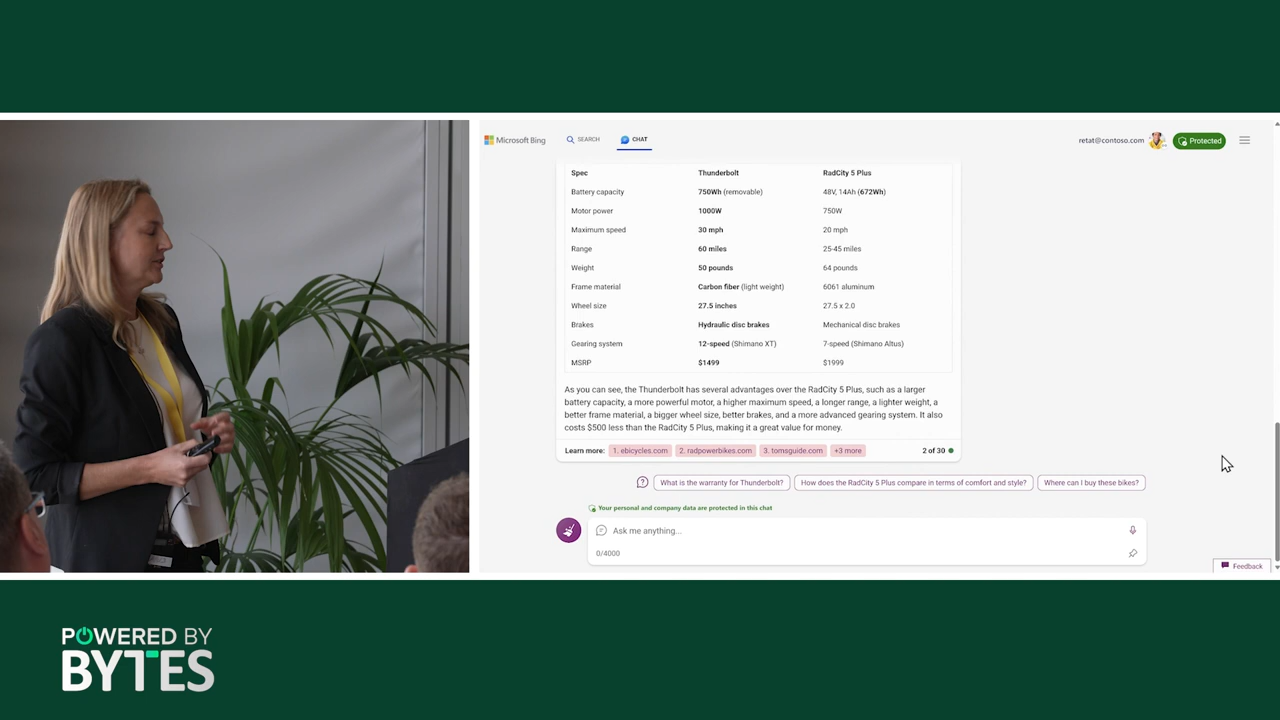 Microsoft Bing
SEARCH
CHAT
retat@contoso.com
Protected
Spec Thunderbolt RadCity 5 Plus
Battery capacity 750Wh (removable) 48V, 14Ah (672Wh)
Motor power 1000W 750W
Maximum speed 30 mph 20 mph
Range 60 miles 25-45 miles
Weight 50 pounds 64 pounds
Frame material Carbon fiber (light weight) 6061 aluminum
Wheel size 27.5 inches 27.5 x 2.0
Brakes Hydraulic disc brakes Mechanical disc brakes
Gearing system 12-speed (Shimano XT) 7-speed (Shimano Altus)
MSRP $1499 $1999
As you can see, the Thunderbolt has several advantages over the RadCity 5 Plus, such as a larger
battery capacity, a more powerful motor, a higher maximum speed, a longer range, a lighter weight, a
better frame material, a bigger wheel size, better brakes, and a more advanced gearing system. It also
costs $500 less than the RadCity 5 Plus, making it a great value for money.
Learn more: 1. ebicycles.com 2. radpowerbikes.com 3. tomsguide.com +3 more 2 of 30
What is the warranty for Thunderbolt? How does the RadCity 5 Plus compare in terms of comfort and style? Where can I buy these bikes?
Your personal and company data are protected in this chat
Ask me anything...
0/4000
Feedback
POWERED BY
BYTES